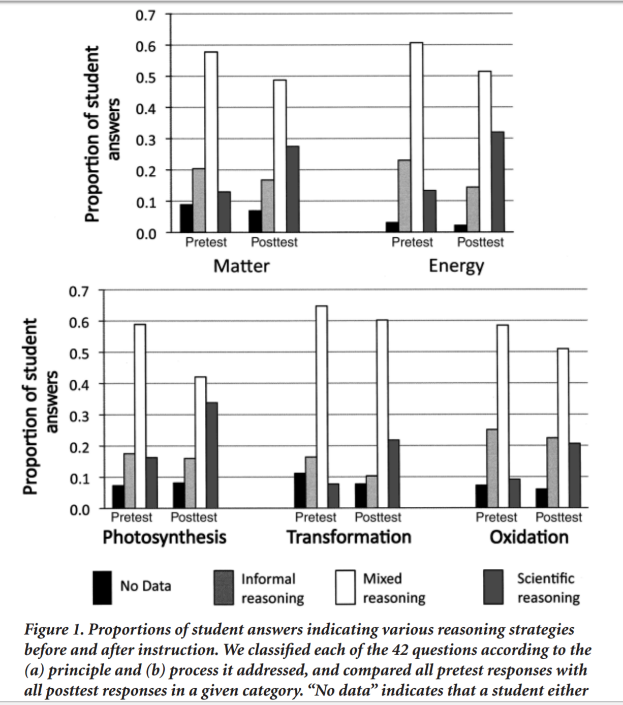 0.7
0.6
0.5
0.4
0.3
0.2
0.1
0.0
Proportion of student
answers
Pretest Posttest Pretest Posttest
Matter Energy
0.7
0.6
0.5
0.4
0.3
0.2
0.1
0.0
Proportion of student
answers
Pretest Posttest Pretest Posttest Pretest Posttest
Photosynthesis Transformation Oxidation
No Data Informal reasoning Mixed reasoning Scientific reasoning
Figure 1. Proportions of student answers indicating various reasoning strategies
before and after instruction. We classified each of the 42 questions according to the
(a) principle and (b) process it addressed, and compared all pretest responses with
all posttest responses in a given category. “No data” indicates that a student either